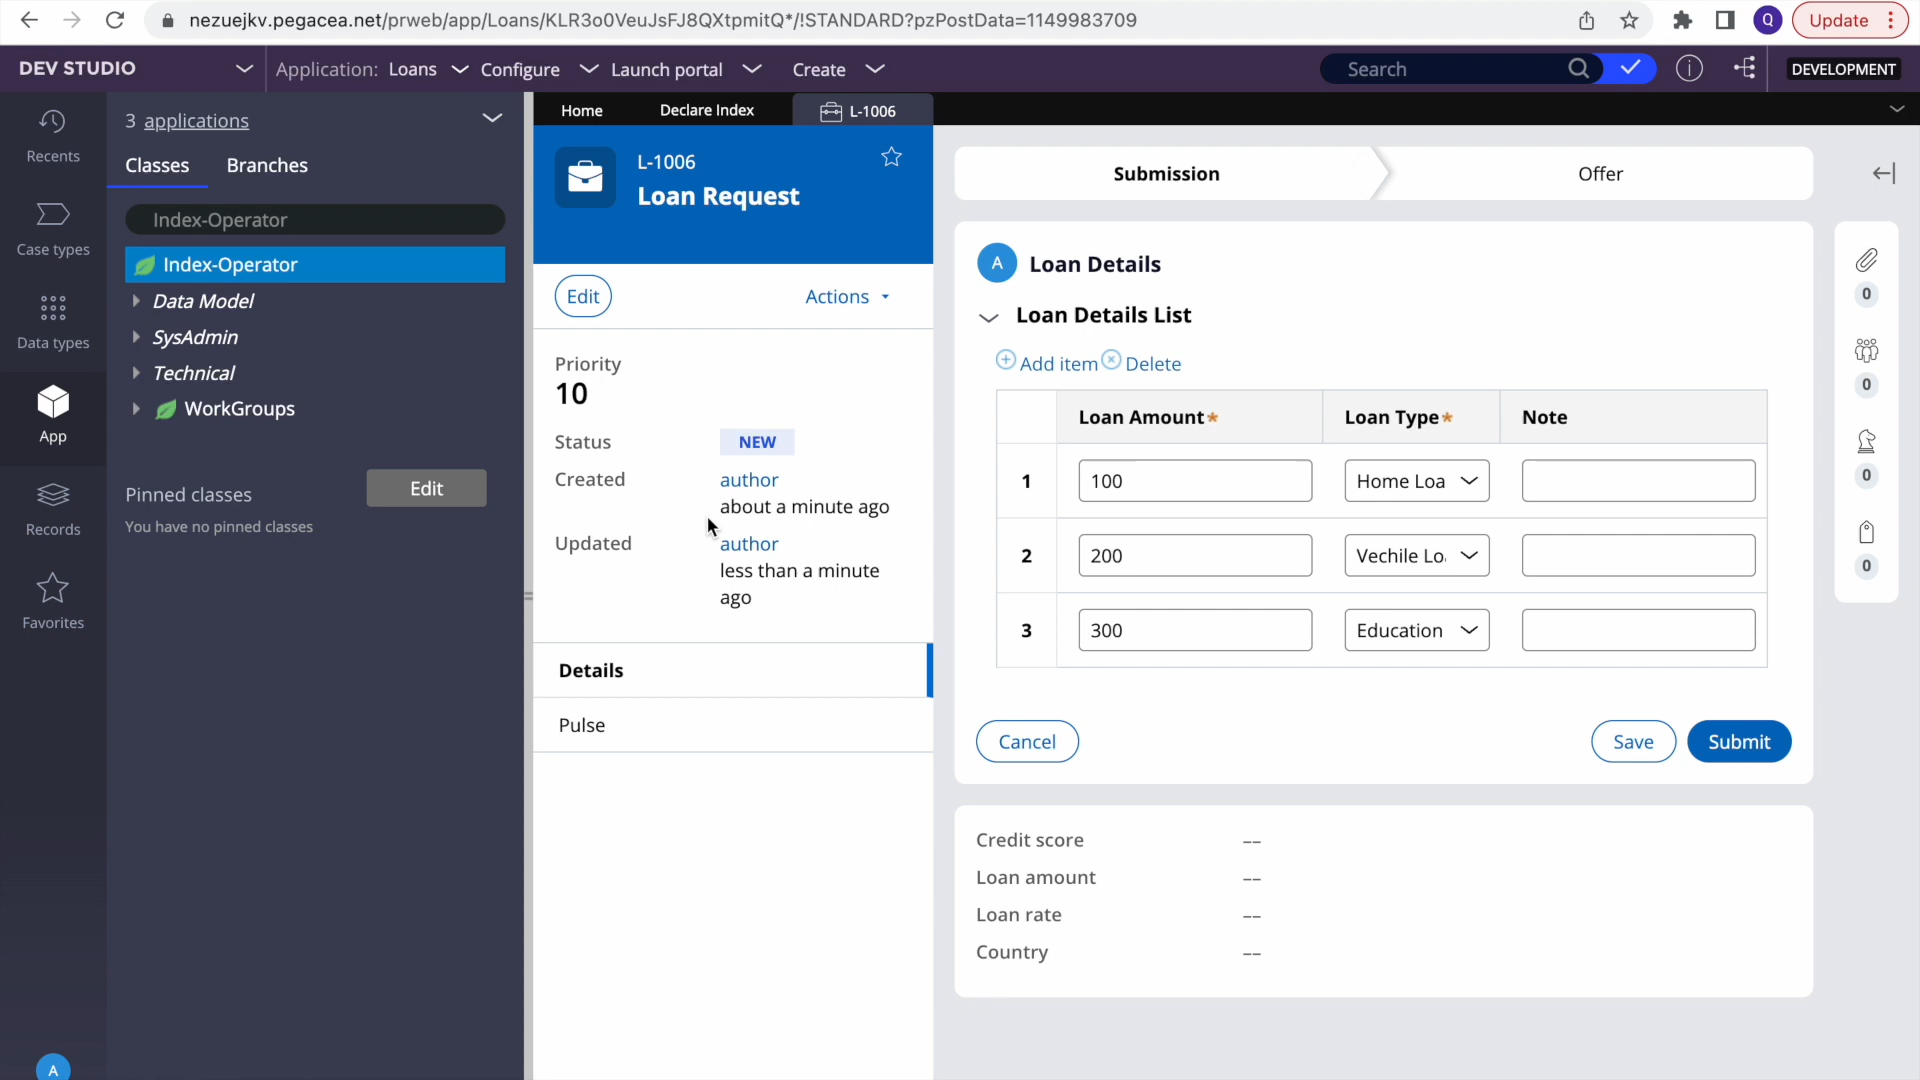 nezuejkv.pegacea.net/prweb/app/Loans/KLR3o0VeuJsFJ8QXtpmitQ*/!STANDARD?pzPostData=1149983709
Q
Update
DEV STUDIO
Application: Loans
Configure
Launch portal
Create
Search
DEVELOPMENT
Recents
Case types
Data types
App
Records
Favorites
A
3 applications
Classes
Branches
Index-Operator
Index-Operator
Data Model
SysAdmin
Technical
WorkGroups
Pinned classes
Edit
You have no pinned classes
Home
Declare Index
L-1006
L-1006
Loan Request
Edit
Actions
Priority
10
Status NEW
Created author
about a minute ago
Updated author
less than a minute
ago
Details
Pulse
Submission
Offer
A Loan Details
Loan Details List
Add item Delete
Loan Amount* Loan Type* Note
1 100 Home Loa
2 200 Vechile Lo
3 300 Education
Cancel
Save
Submit
Credit score --
Loan amount --
Loan rate --
Country --
0
0
0
0